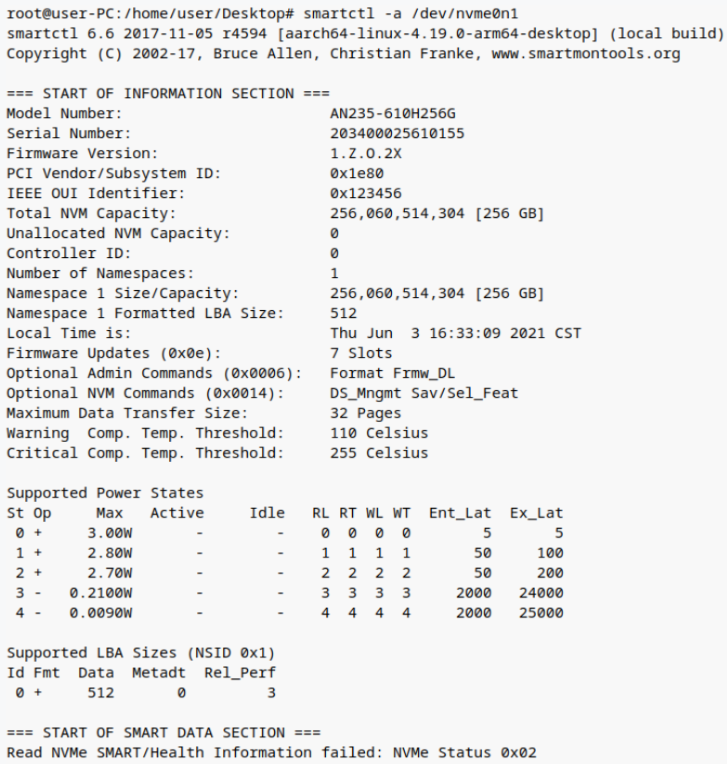 root@user-PC:/home/user/Desktop# smartctl -a /dev/nvme0n1
smartctl 6.6 2017-11-05 r4594 [aarch64-linux-4.19.0-arm64-desktop] (local build)
Copyright (C) 2002-17, Bruce Allen, Christian Franke, www.smartmontools.org

=== START OF INFORMATION SECTION ===
Model Number:                       AN235-610H256G
Serial Number:                      203400025610155
Firmware Version:                   1.Z.O.2X
PCI Vendor/Subsystem ID:            0x1e80
IEEE OUI Identifier:                0x123456
Total NVM Capacity:                 256,060,514,304 [256 GB]
Unallocated NVM Capacity:           0
Controller ID:                      0
Number of Namespaces:               1
Namespace 1 Size/Capacity:          256,060,514,304 [256 GB]
Namespace 1 Formatted LBA Size:     512
Local Time is:                      Thu Jun  3 16:33:09 2021 CST
Firmware Updates (0x0e):            7 Slots
Optional Admin Commands (0x0006):   Format Frmw_DL
Optional NVM Commands (0x0014):     DS_Mngmt Sav/Sel_Feat
Maximum Data Transfer Size:         32 Pages
Warning  Comp. Temp. Threshold:     110 Celsius
Critical Comp. Temp. Threshold:     255 Celsius

Supported Power States
St Op     Max   Active     Idle   RL RT WL WT  Ent_Lat  Ex_Lat
 0 +     3.00W       -        -    0  0  0  0        5       5
 1 +     2.80W       -        -    1  1  1  1       50     100
 2 +     2.70W       -        -    2  2  2  2       50     200
 3 -   0.2100W       -        -    3  3  3  3     2000   24000
 4 -   0.0090W       -        -    4  4  4  4     2000   25000

Supported LBA Sizes (NSID 0x1)
Id Fmt  Data  Metadt  Rel_Perf
 0 +     512       0         3

=== START OF SMART DATA SECTION ===
Read NVMe SMART/Health Information failed: NVMe Status 0x02